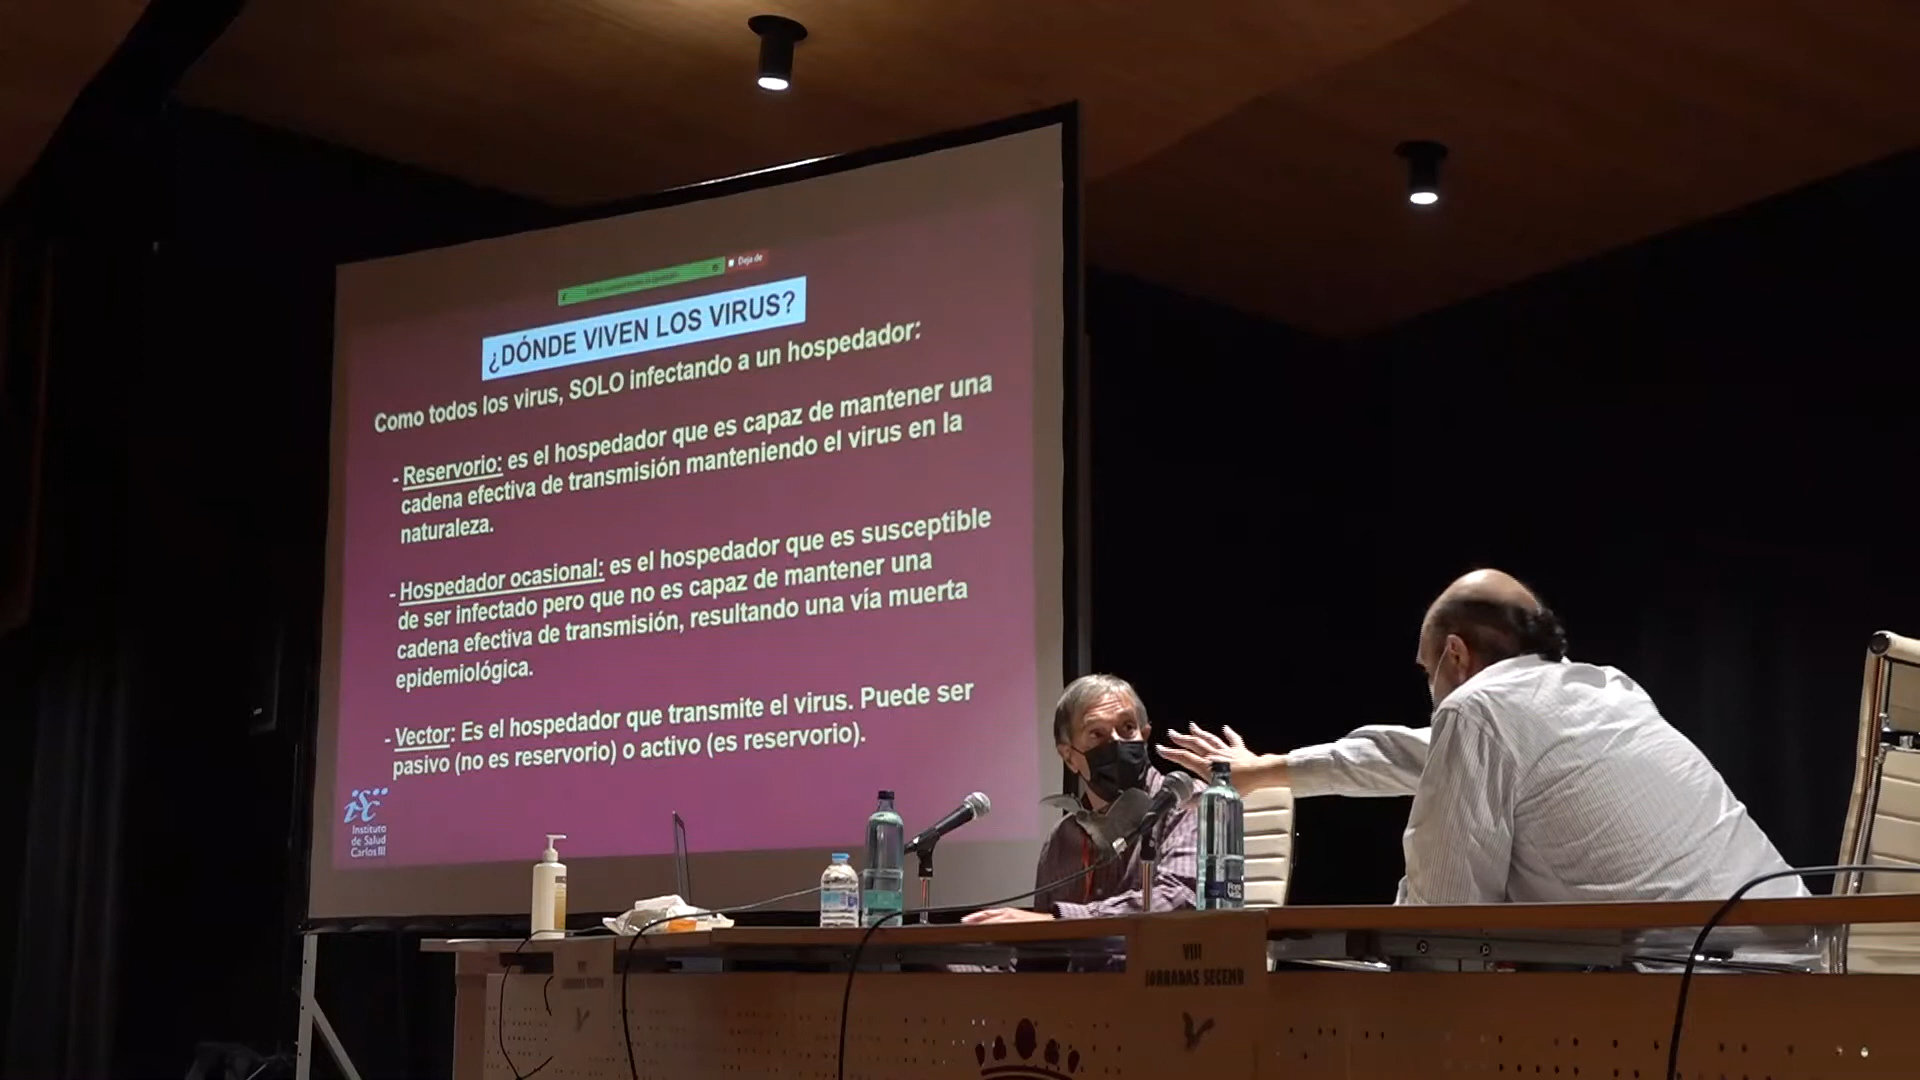 Deja de
¿DÓNDE VIVEN LOS VIRUS?
Como todos los virus, SOLO infectando a un hospedador:
- Reservorio: es el hospedador que es capaz de mantener una
cadena efectiva de transmisión manteniendo el virus en la
naturaleza.
- Hospedador ocasional: es el hospedador que es susceptible
de ser infectado pero que no es capaz de mantener una
cadena efectiva de transmisión, resultando una vía muerta
epidemiológica.
- Vector: Es el hospedador que transmite el virus. Puede ser
pasivo (no es reservorio) o activo (es reservorio).
isc
Instituto
de Salud
Carlos III
VIII
JORNADAS SECEMU